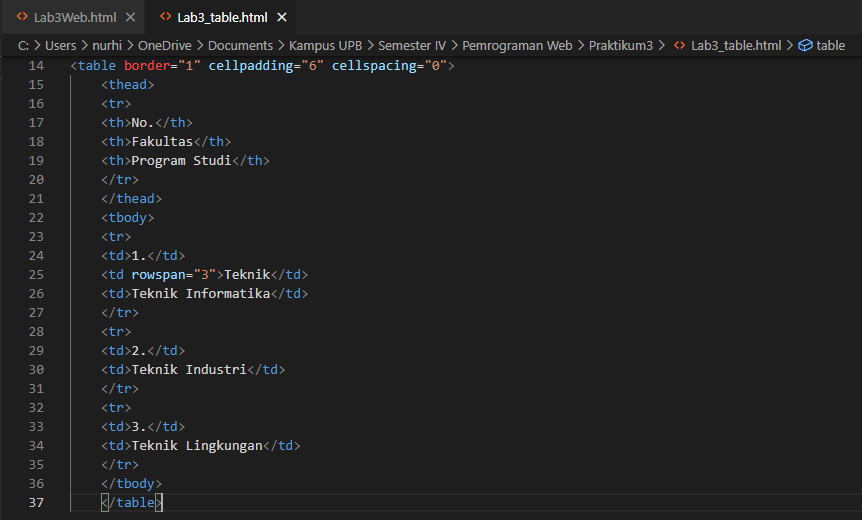 Lab3Web.html Lab3_table.html
C: > Users > nurhi > OneDrive > Documents > Kampus UPB > Semester IV > Pemrograman Web > Praktikum3 > Lab3_table.html > table
14 <table border="1" cellpadding="6" cellspacing="0">
15 <thead>
16 <tr>
17 <th>No.</th>
18 <th>Fakultas</th>
19 <th>Program Studi</th>
20 </tr>
21 </thead>
22 <tbody>
23 <tr>
24 <td>1.</td>
25 <td rowspan="3">Teknik</td>
26 <td>Teknik Informatika</td>
27 </tr>
28 <tr>
29 <td>2.</td>
30 <td>Teknik Industri</td>
31 </tr>
32 <tr>
33 <td>3.</td>
34 <td>Teknik Lingkungan</td>
35 </tr>
36 </tbody>
37 </table>